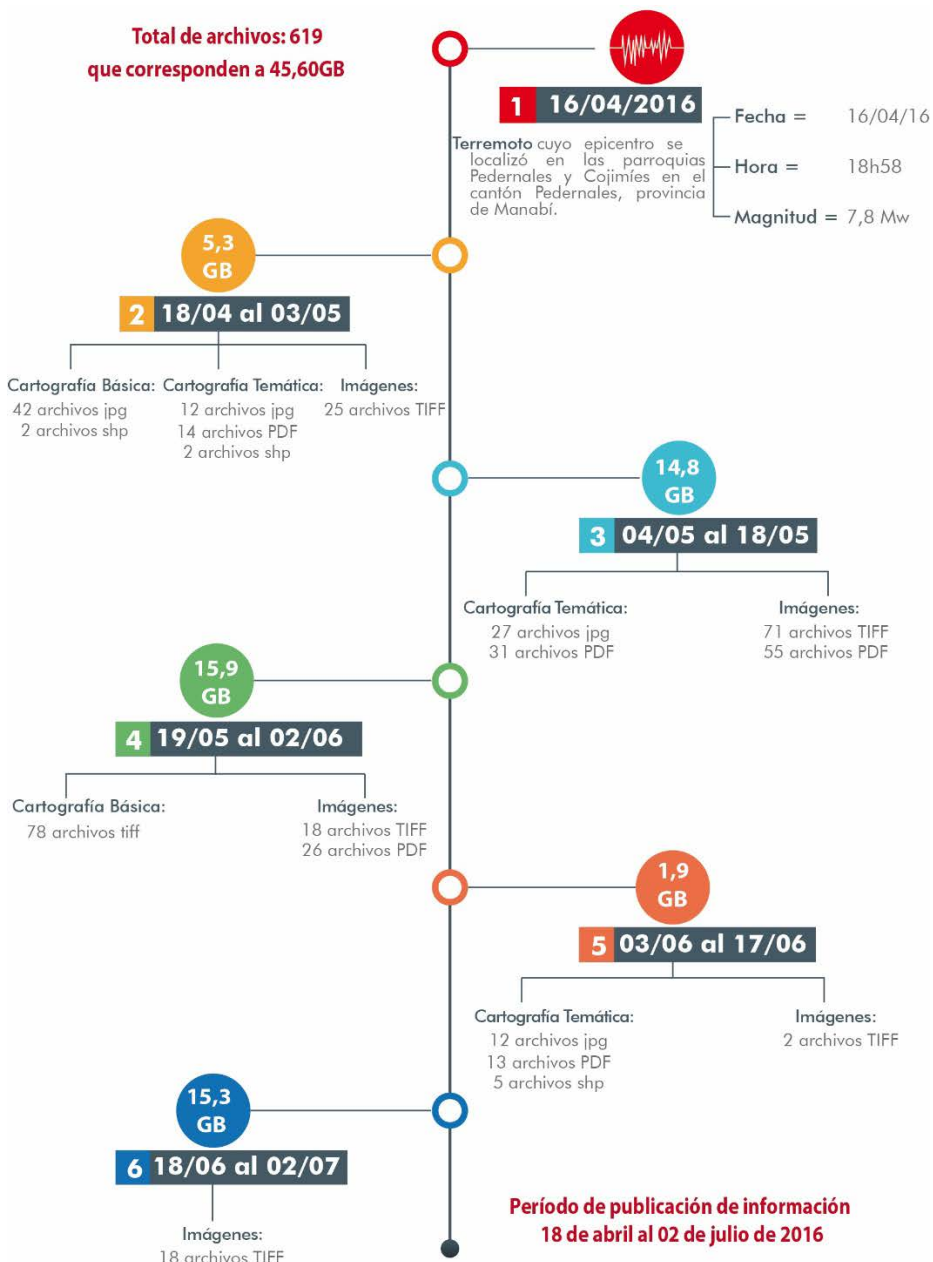 Total de archivos: 619
que corresponden a 45,60GB
1 16/04/2016
Terremoto cuyo epicentro se
localizó en las parroquias
Pedernales y Cojimíes en el
cantón Pedernales, provincia
de Manabí.
Fecha = 16/04/16
Hora = 18h58
Magnitud = 7,8 Mw
5,3
GB
2 18/04 al 03/05
Cartografía Básica:
42 archivos jpg
2 archivos shp
Cartografía Temática:
12 archivos jpg
14 archivos PDF
2 archivos shp
Imágenes:
25 archivos TIFF
14,8
GB
3 04/05 al 18/05
Cartografía Temática:
27 archivos jpg
31 archivos PDF
Imágenes:
71 archivos TIFF
55 archivos PDF
15,9
GB
4 19/05 al 02/06
Cartografía Básica:
78 archivos tiff
Imágenes:
18 archivos TIFF
26 archivos PDF
1,9
GB
5 03/06 al 17/06
Cartografía Temática:
12 archivos jpg
13 archivos PDF
5 archivos shp
Imágenes:
2 archivos TIFF
15,3
GB
6 18/06 al 02/07
Imágenes:
18 archivos TIFF
Período de publicación de información
18 de abril al 02 de julio de 2016